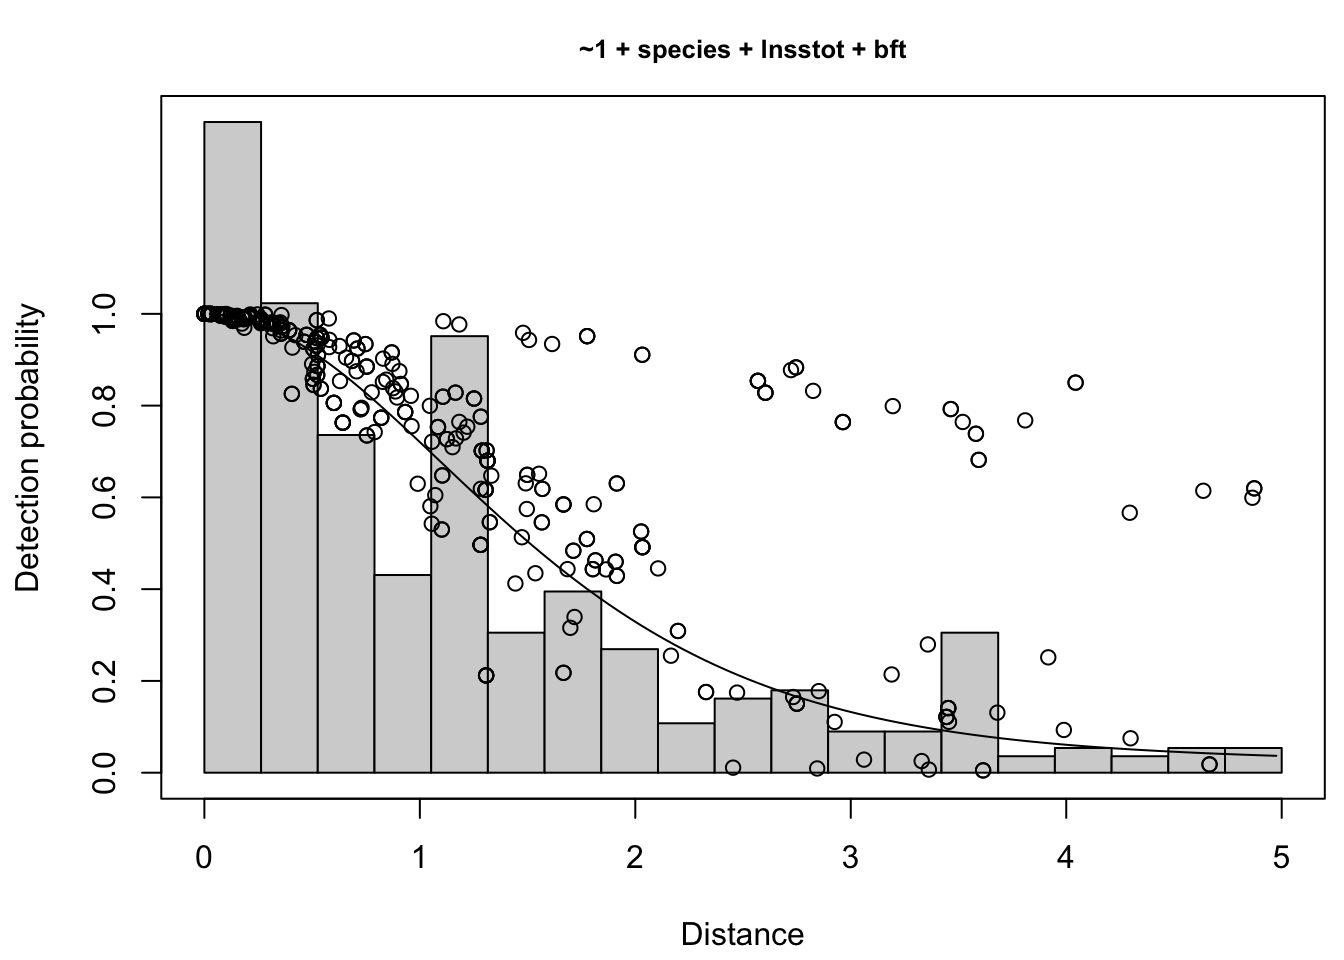 ~1 + species + lnsstot + bft
Detection probability
1.0
0.8
0.6
0.4
0.2
0.0
0 1 2 3 4 5
Distance